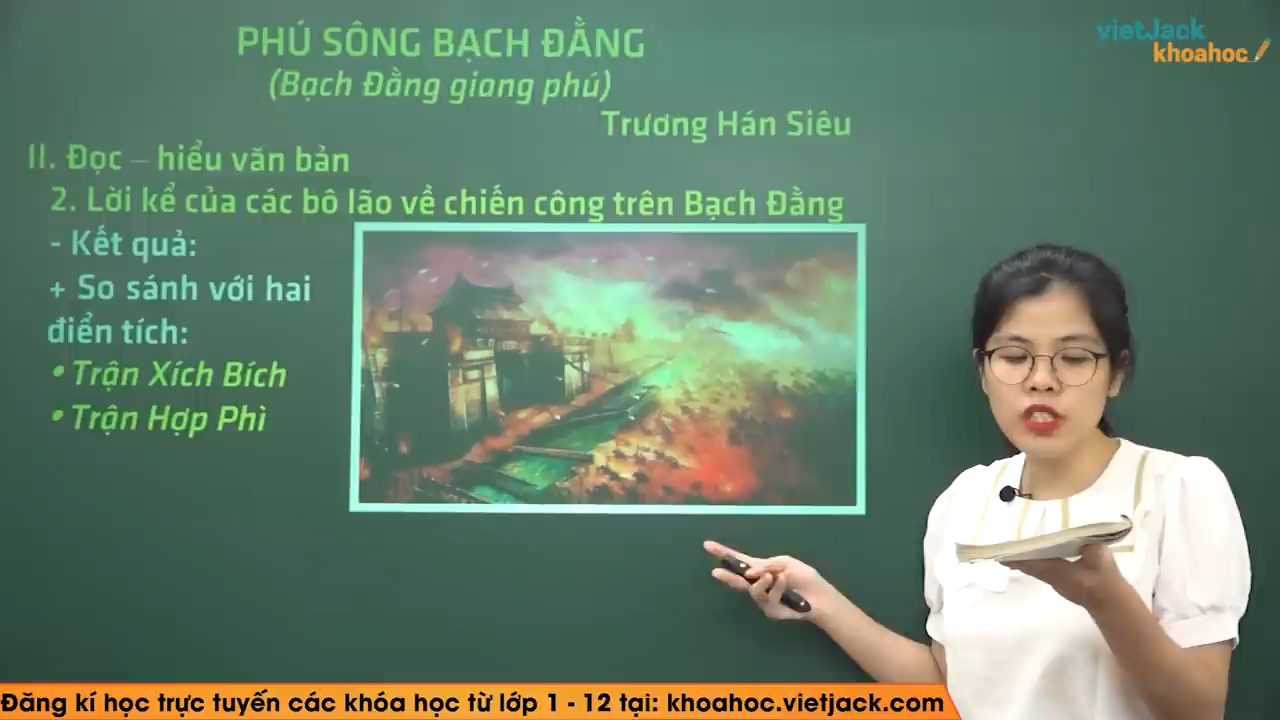 PHÚ SÔNG BẠCH ĐẰNG
(Bạch Đằng giang phú)
Trương Hán Siêu
II. Đọc – hiểu văn bản
2. Lời kể của các bô lão về chiến công trên Bạch Đằng
- Kết quả:
+ So sánh với hai
điển tích:
• Trận Xích Bích
• Trận Hợp Phì
vietJack
khoahoc
Đăng kí học trực tuyến các khóa học từ lớp 1 - 12 tại: khoahoc.vietjack.com